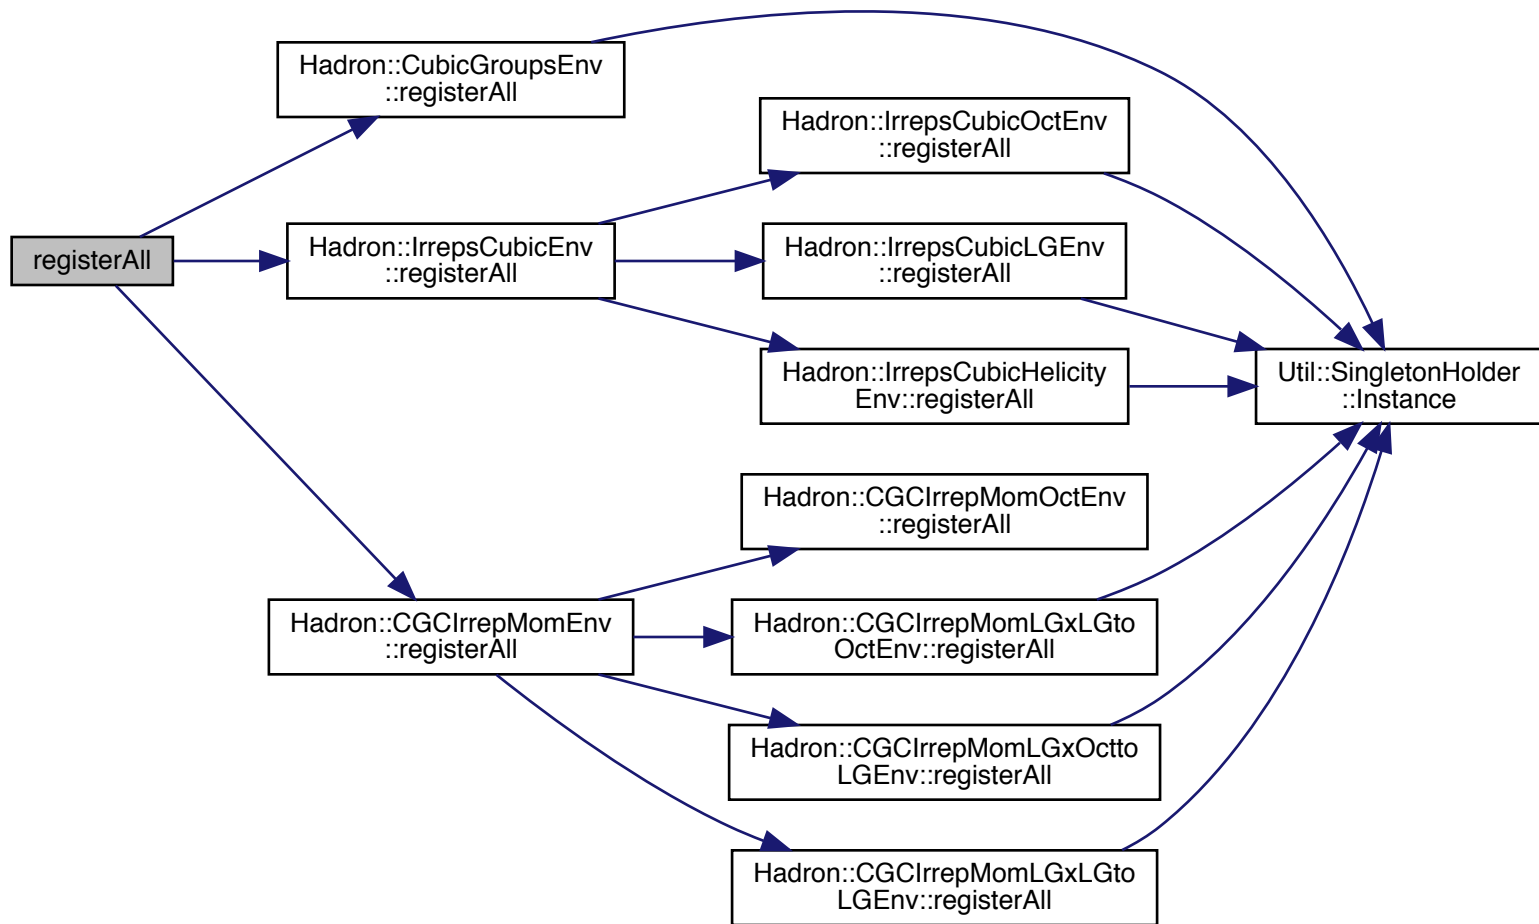 registerAll
Hadron::CubicGroupsEnv
::registerAll
Hadron::IrrepsCubicEnv
::registerAll
Hadron::CGCIrrepMomEnv
::registerAll
Hadron::IrrepsCubicOctEnv
::registerAll
Hadron::IrrepsCubicLGEnv
::registerAll
Hadron::IrrepsCubicHelicity
Env::registerAll
Hadron::CGCIrrepMomOctEnv
::registerAll
Hadron::CGCIrrepMomLGxLGto
OctEnv::registerAll
Hadron::CGCIrrepMomLGxOctto
LGEnv::registerAll
Hadron::CGCIrrepMomLGxLGto
LGEnv::registerAll
Util::SingletonHolder
::Instance